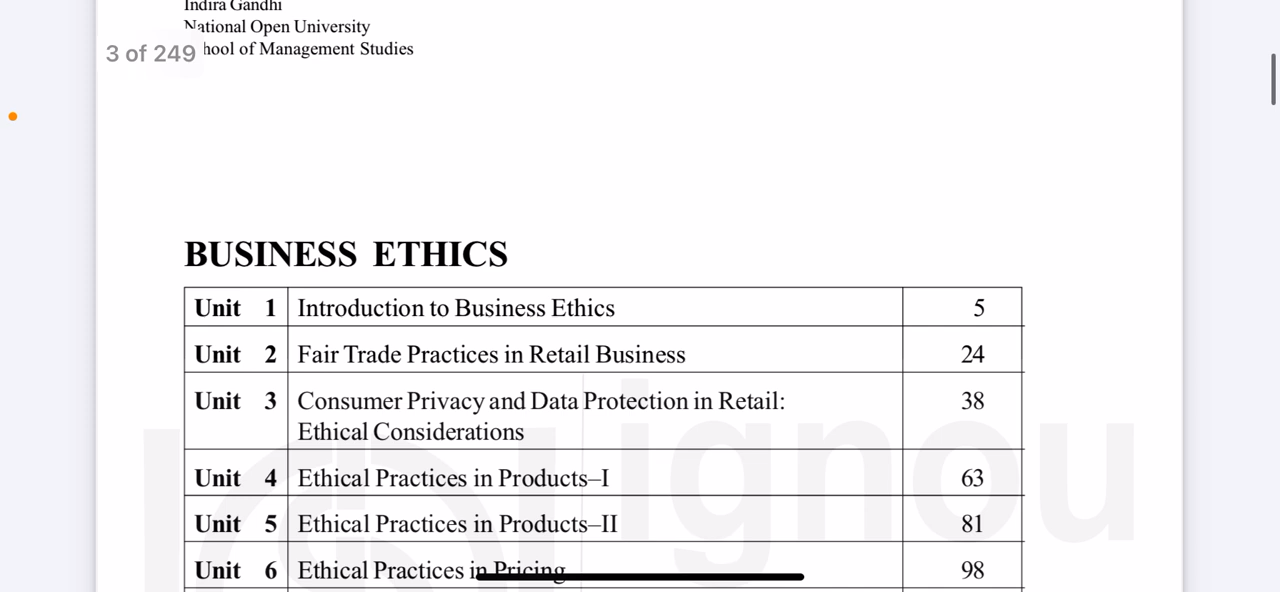 Indira Gandhi
National Open University
3 of 249 hool of Management Studies
BUSINESS ETHICS
Unit 1 Introduction to Business Ethics 5
Unit 2 Fair Trade Practices in Retail Business 24
Unit 3 Consumer Privacy and Data Protection in Retail: 38
Ethical Considerations
ignou
Unit 4 Ethical Practices in Products–I 63
Unit 5 Ethical Practices in Products–II 81
Unit 6 Ethical Practices in Pricing 98